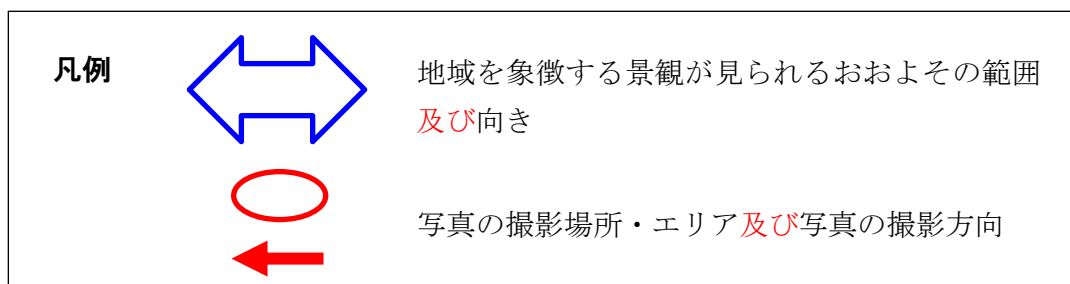 凡例
地域を象徴する景観が見られるおおよその範囲
及び向き
写真の撮影場所・エリア及び写真の撮影方向